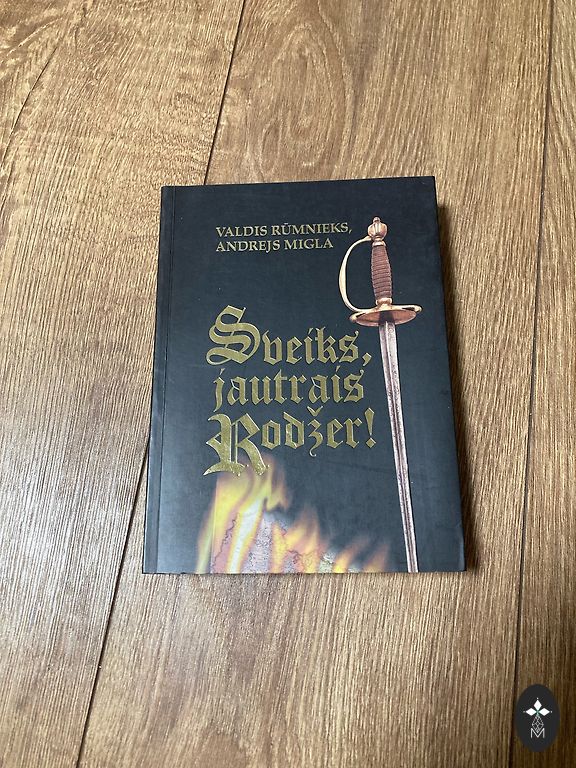 VALDIS RŪMNIEKS,
ANDREJS MIGLA
Sveiks,
jautrais
Rodžer!
M